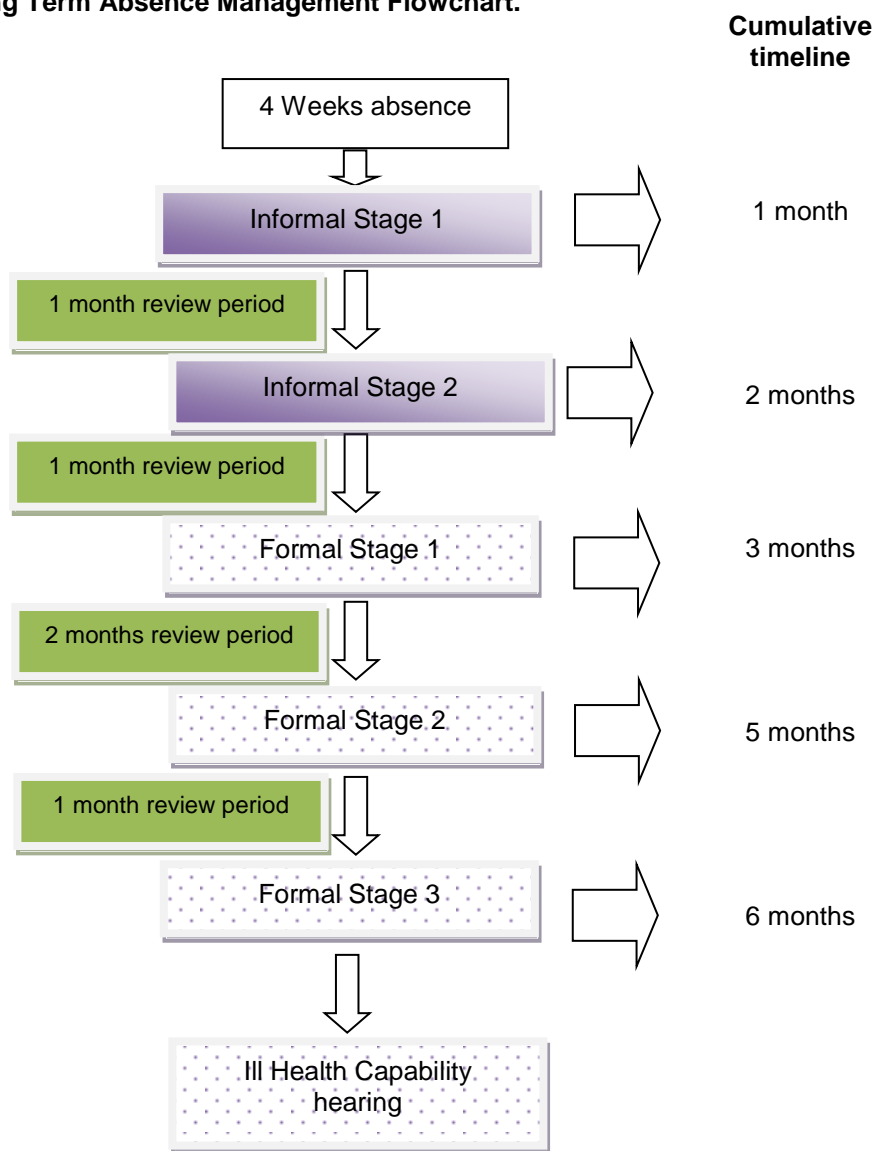 Term Absence Management Flowchart.
Cumulative
timeline
4 Weeks absence
Informal Stage 1
1 month
1 month review period
Informal Stage 2
2 months
1 month review period
Formal Stage 1
3 months
2 months review period
Formal Stage 2
5 months
1 month review period
Formal Stage 3
6 months
Ill Health Capability
hearing